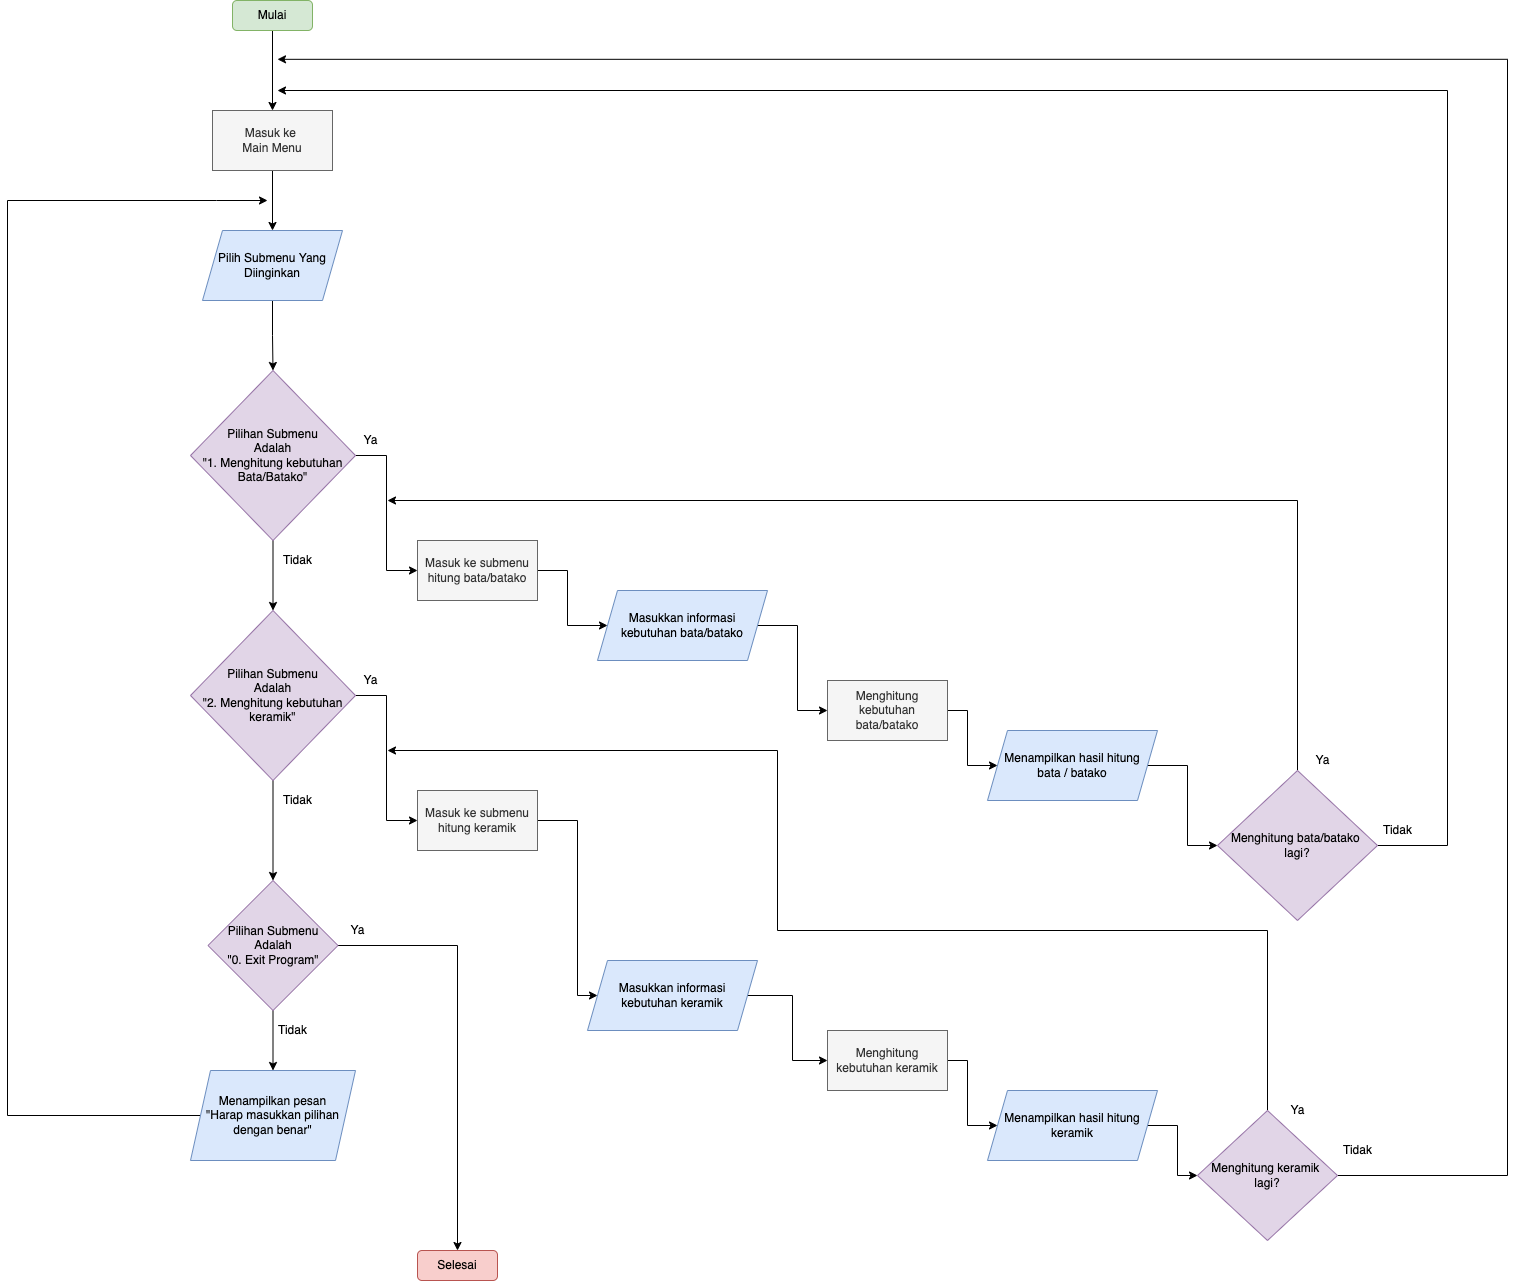 Mulai
Masuk ke
Main Menu
Pilih Submenu Yang
Diinginkan
Pilihan Submenu
Adalah
"1. Menghitung kebutuhan
Bata/Batako"
Ya
Tidak
Masuk ke submenu
hitung bata/batako
Masukkan informasi
kebutuhan bata/batako
Menghitung
kebutuhan
bata/batako
Menampilkan hasil hitung
bata / batako
Menghitung bata/batako
lagi?
Ya
Tidak
Pilihan Submenu
Adalah
"2. Menghitung kebutuhan
keramik"
Ya
Tidak
Masuk ke submenu
hitung keramik
Masukkan informasi
kebutuhan keramik
Menghitung
kebutuhan keramik
Menampilkan hasil hitung
keramik
Menghitung keramik
lagi?
Ya
Tidak
Pilihan Submenu
Adalah
"0. Exit Program"
Ya
Tidak
Menampilkan pesan
"Harap masukkan pilihan
dengan benar"
Selesai